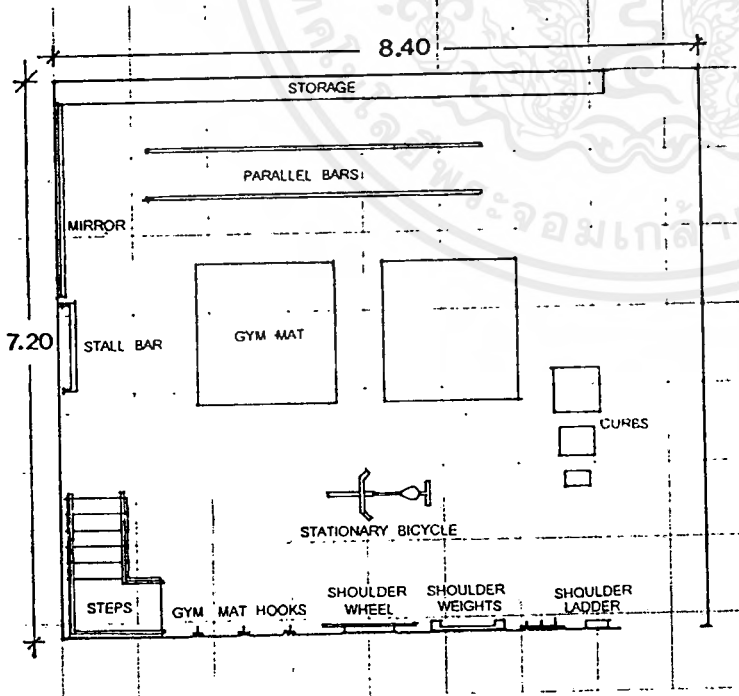 8.40
STORAGE
PARALLEL BARS
MIRROR
7.20
STALL BAR
GYM MAT
CURBS
STATIONARY BICYCLE
STEPS
GYM MAT HOOKS
SHOULDER
WHEEL
SHOULDER
WEIGHTS
SHOULDER
LADDER